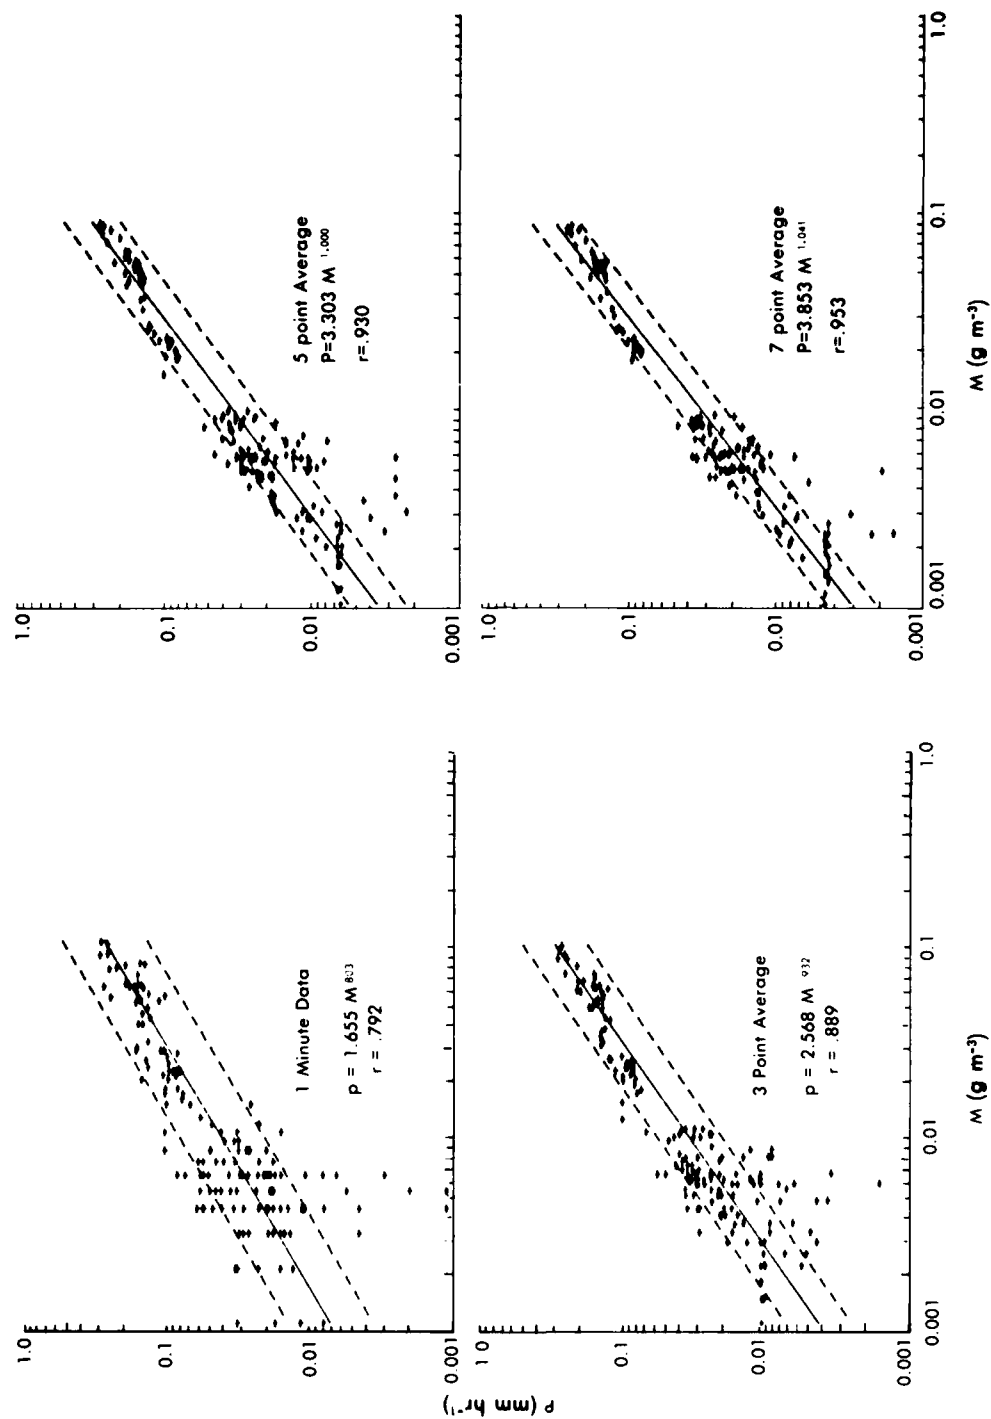 P (mm hr⁻¹)
1.0
0.1
0.01
0.001
1 Minute Data
p = 1.655 M .803
r = .792
1.0
0.1
0.01
0.001
5 point Average
P=3.303 M 1.000
r=.930
1 0
0.1
0.01
0.001
3 Point Average
p = 2.568 M .932
r = .889
0.001
0.01
0.1
1.0
M (g m⁻³)
1.0
0.1
0.01
0.001
7 point Average
P=3.853 M 1.041
r=.953
0.001
0.01
0.1
1.0
M (g m⁻³)